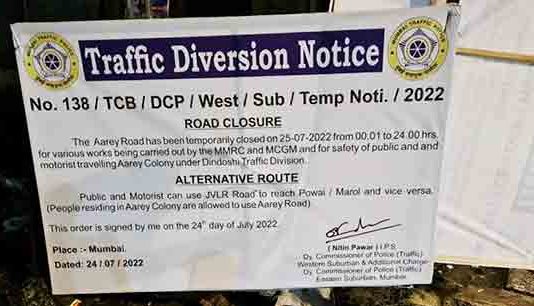 Traffic Diversion Notice
No. 138 / TCB / DCP / West / Sub / Temp Noti. / 2022
ROAD CLOSURE
The Aarey Road has been temporarily closed on 25-07-2022 from 00.01 to 24.00 hrs.
for various works being carried out by the MMRC and MCGM and for safety of public and and
motorist travelling Aarey Colony under Dindoshi Traffic Division.
ALTERNATIVE ROUTE
Public and Motorist can use JVLR Road to reach Powai / Marol and vice versa.
(People residing in Aarey Colony are allowed to use Aarey Road)
This order is signed by me on the 24th day of July 2022
Place :- Mumbai.
Dated: 24 / 07 / 2022
( Nitin Pawar ) I.P.S.
Dy. Commissioner of Police (Traffic)
Western Suburban & Additional Charge
Dy. Commissioner of Police (Traffic)
Eastern Suburban, Mumbai